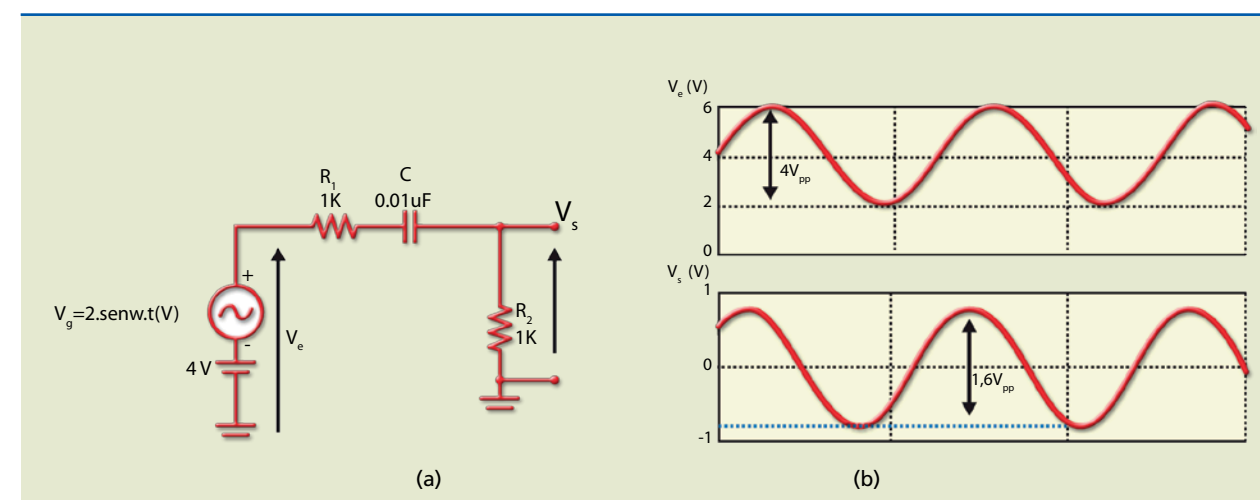 R1
1K
C
0.01uF
Vs
+
Vg=2.senw.t(V)
-
4 V
Ve
R2
1K
(a)
Ve (V)
6
4
2
0
4Vpp
Vs (V)
1
0
-1
1,6Vpp
(b)